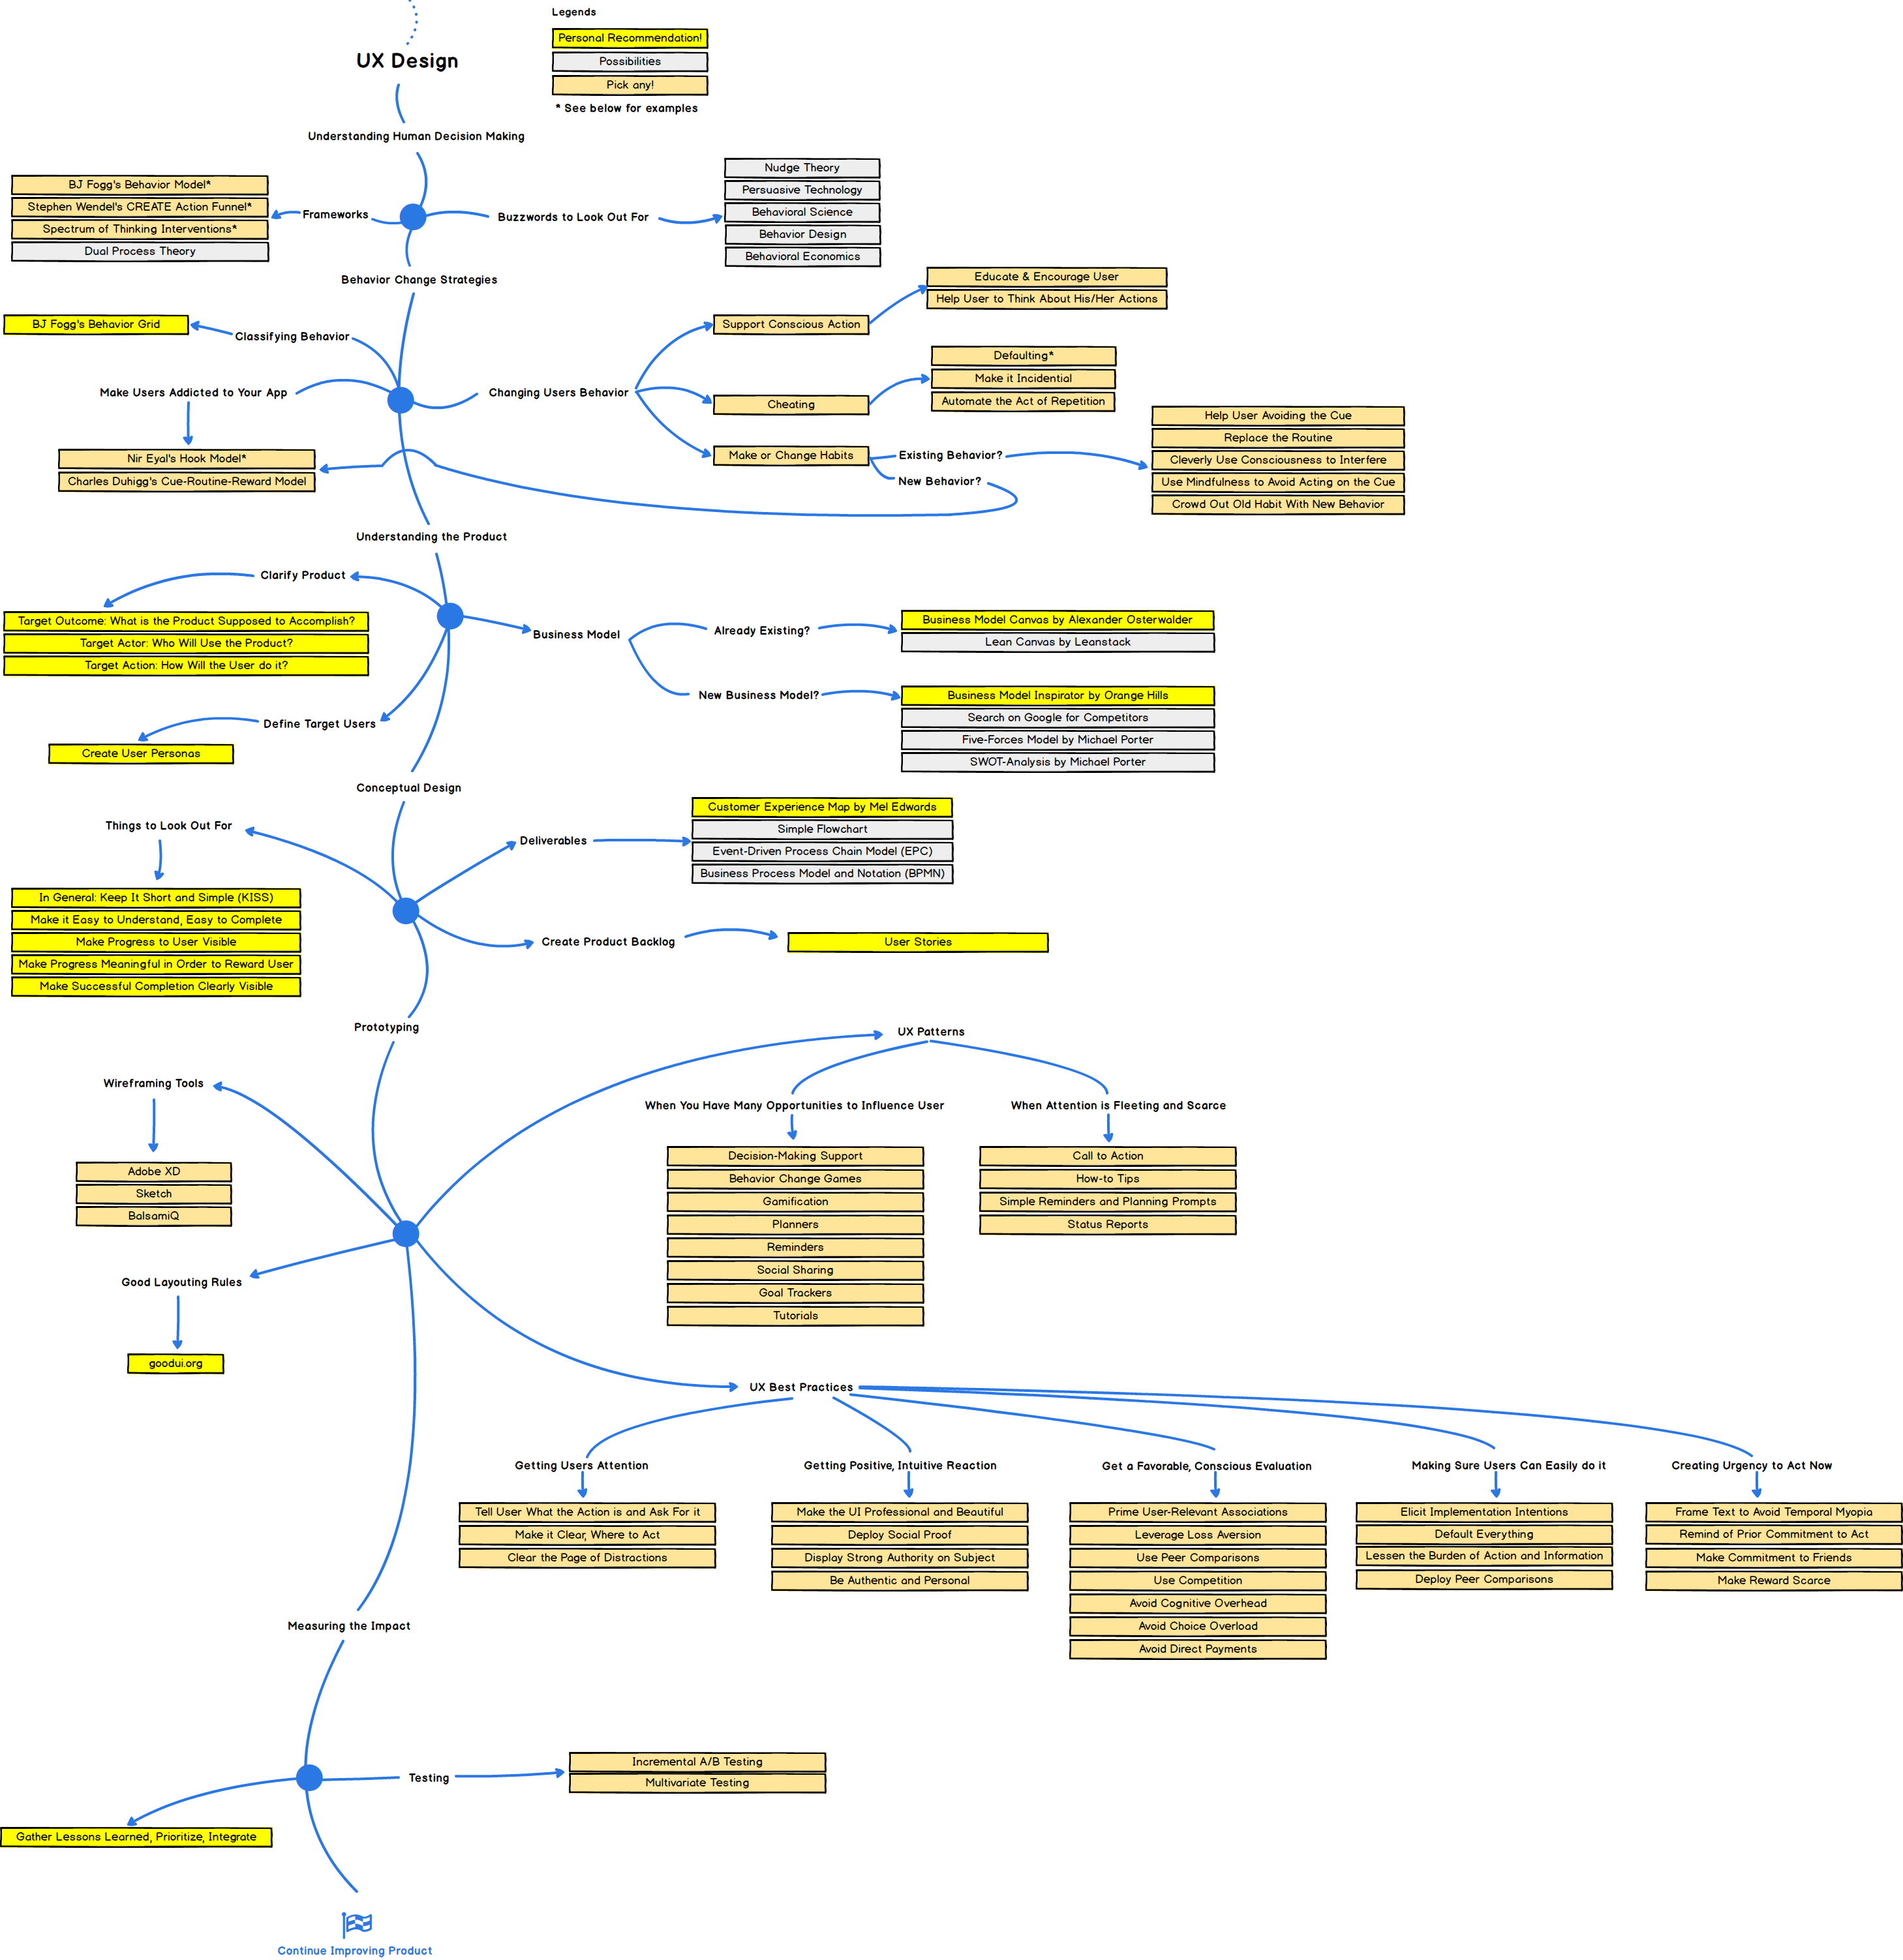 Legends
Personal Recommendation!
Possibilities
Pick any!
* See below for examples
UX Design
Understanding Human Decision Making
Frameworks
BJ Fogg's Behavior Model*
Stephen Wendel's CREATE Action Funnel*
Spectrum of Thinking Interventions*
Dual Process Theory
Buzzwords to Look Out For
Nudge Theory
Persuasive Technology
Behavioral Science
Behavior Design
Behavioral Economics
Behavior Change Strategies
Classifying Behavior
BJ Fogg's Behavior Grid
Make Users Addicted to Your App
Nir Eyal's Hook Model*
Charles Duhigg's Cue-Routine-Reward Model
Changing Users Behavior
Support Conscious Action
Educate & Encourage User
Help User to Think About His/Her Actions
Cheating
Defaulting*
Make it Incidential
Automate the Act of Repetition
Make or Change Habits
Existing Behavior?
New Behavior?
Help User Avoiding the Cue
Replace the Routine
Cleverly Use Consciousness to Interfere
Use Mindfulness to Avoid Acting on the Cue
Crowd Out Old Habit With New Behavior
Understanding the Product
Clarify Product
Target Outcome: What is the Product Supposed to Accomplish?
Target Actor: Who Will Use the Product?
Target Action: How Will the User do it?
Define Target Users
Create User Personas
Business Model
Already Existing?
Business Model Canvas by Alexander Osterwalder
Lean Canvas by Leanstack
New Business Model?
Business Model Inspirator by Orange Hills
Search on Google for Competitors
Five-Forces Model by Michael Porter
SWOT-Analysis by Michael Porter
Conceptual Design
Things to Look Out For
In General: Keep It Short and Simple (KISS)
Make it Easy to Understand, Easy to Complete
Make Progress to User Visible
Make Progress Meaningful in Order to Reward User
Make Successful Completion Clearly Visible
Deliverables
Customer Experience Map by Mel Edwards
Simple Flowchart
Event-Driven Process Chain Model (EPC)
Business Process Model and Notation (BPMN)
Create Product Backlog
User Stories
Prototyping
Wireframing Tools
Adobe XD
Sketch
BalsamiQ
Good Layouting Rules
goodui.org
UX Patterns
When You Have Many Opportunities to Influence User
Decision-Making Support
Behavior Change Games
Gamification
Planners
Reminders
Social Sharing
Goal Trackers
Tutorials
When Attention is Fleeting and Scarce
Call to Action
How-to Tips
Simple Reminders and Planning Prompts
Status Reports
UX Best Practices
Getting Users Attention
Tell User What the Action is and Ask For it
Make it Clear, Where to Act
Clear the Page of Distractions
Getting Positive, Intuitive Reaction
Make the UI Professional and Beautiful
Deploy Social Proof
Display Strong Authority on Subject
Be Authentic and Personal
Get a Favorable, Conscious Evaluation
Prime User-Relevant Associations
Leverage Loss Aversion
Use Peer Comparisons
Use Competition
Avoid Cognitive Overhead
Avoid Choice Overload
Avoid Direct Payments
Making Sure Users Can Easily do it
Elicit Implementation Intentions
Default Everything
Lessen the Burden of Action and Information
Deploy Peer Comparisons
Creating Urgency to Act Now
Frame Text to Avoid Temporal Myopia
Remind of Prior Commitment to Act
Make Commitment to Friends
Make Reward Scarce
Measuring the Impact
Testing
Incremental A/B Testing
Multivariate Testing
Gather Lessons Learned, Prioritize, Integrate
Continue Improving Product